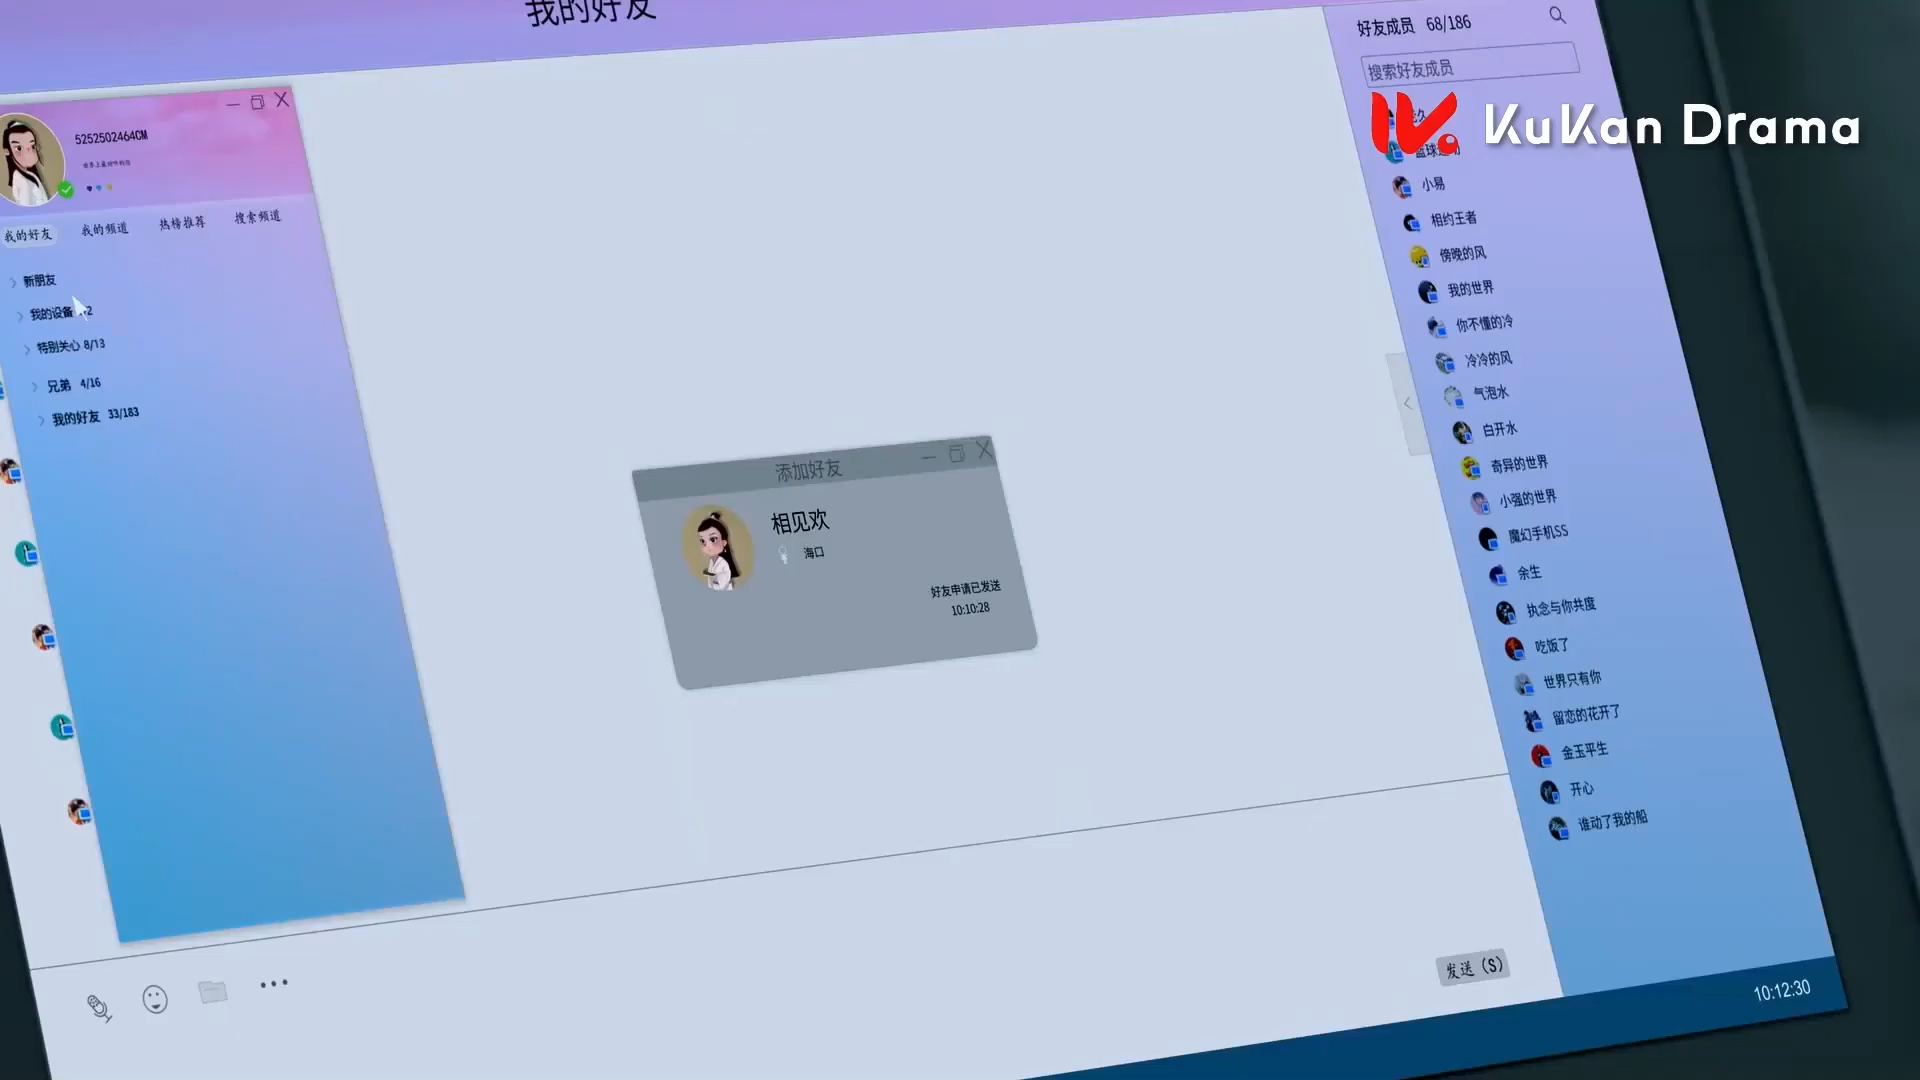 我的好友
5252502464CM
我的好友 我的频道 热榜推荐 搜索频道
新朋友
我的设备
特别关心 8/13
兄弟 4/16
我的好友 33/183
添加好友
相见欢
海口
好友申请已发送
10:10:28
发送 (S)
好友成员 68/186
搜索好友成员
KuKan Drama
小易
相约王者
傍晚的风
我的世界
你不懂的冷
冷冷的风
气泡水
白开水
奇异的世界
小强的世界
魔幻手机SS
余生
执念与你共度
吃饭了
世界只有你
留恋的花开了
金玉平生
开心
谁动了我的船
10:12:30